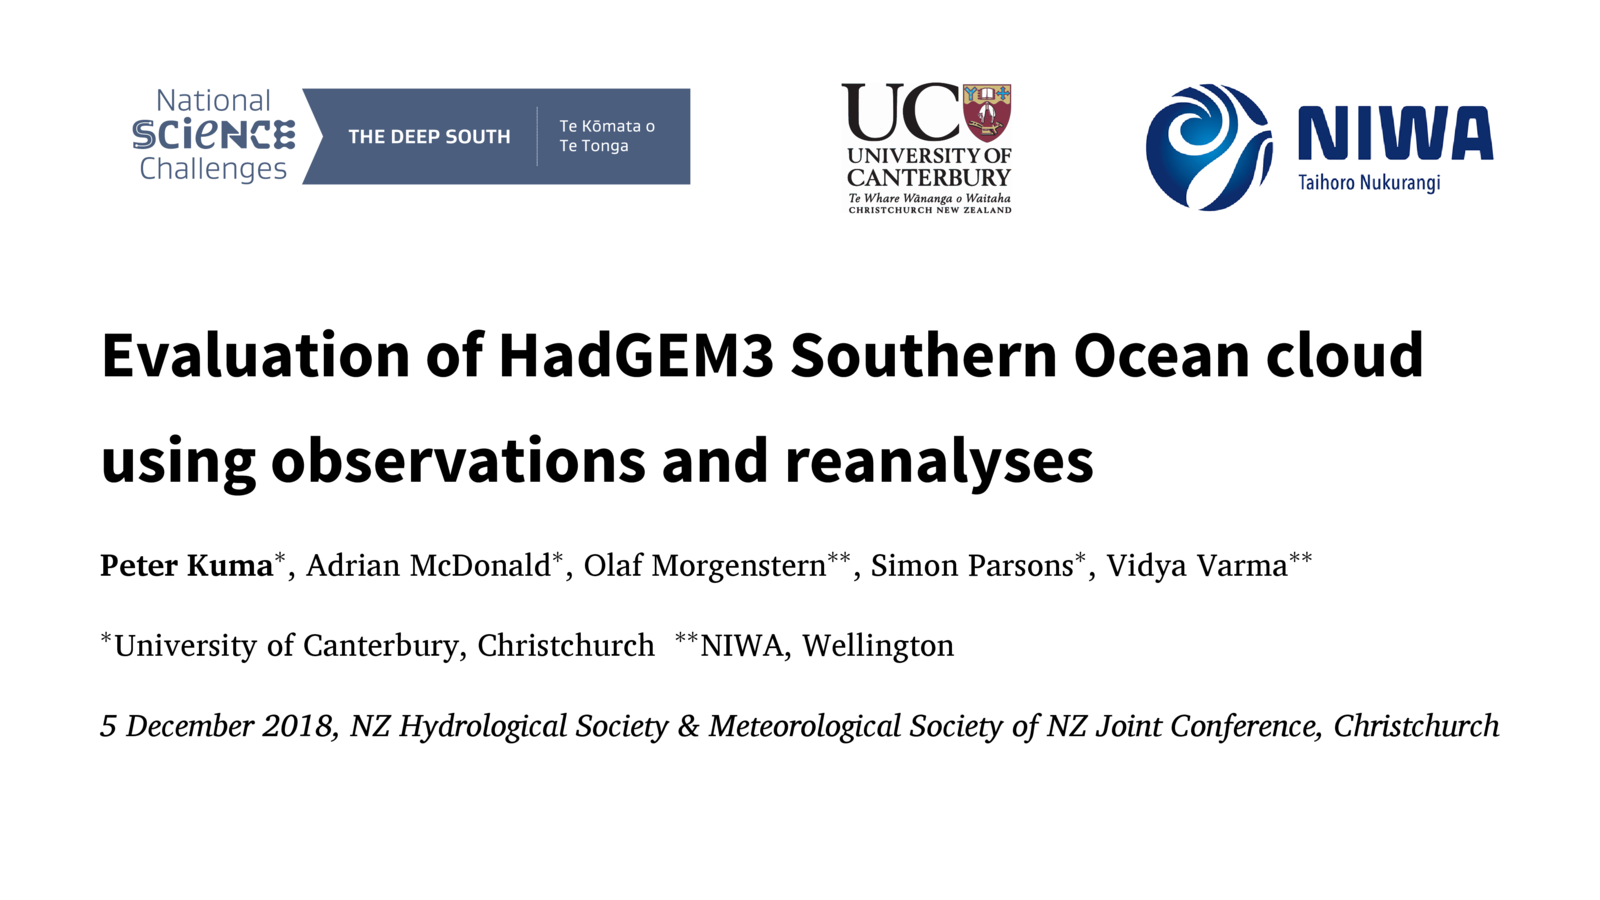 National
SCIENCE
Challenges
THE DEEP SOUTH
Te Kōmata o
Te Tonga
UC
UNIVERSITY OF
CANTERBURY
Te Whare Wānanga o Waitaha
CHRISTCHURCH NEW ZEALAND
NIWA
Taihoro Nukurangi
Evaluation of HadGEM3 Southern Ocean cloud
using observations and reanalyses
Peter Kuma*, Adrian McDonald*, Olaf Morgenstern**, Simon Parsons*, Vidya Varma**
*University of Canterbury, Christchurch **NIWA, Wellington
5 December 2018, NZ Hydrological Society & Meteorological Society of NZ Joint Conference, Christchurch